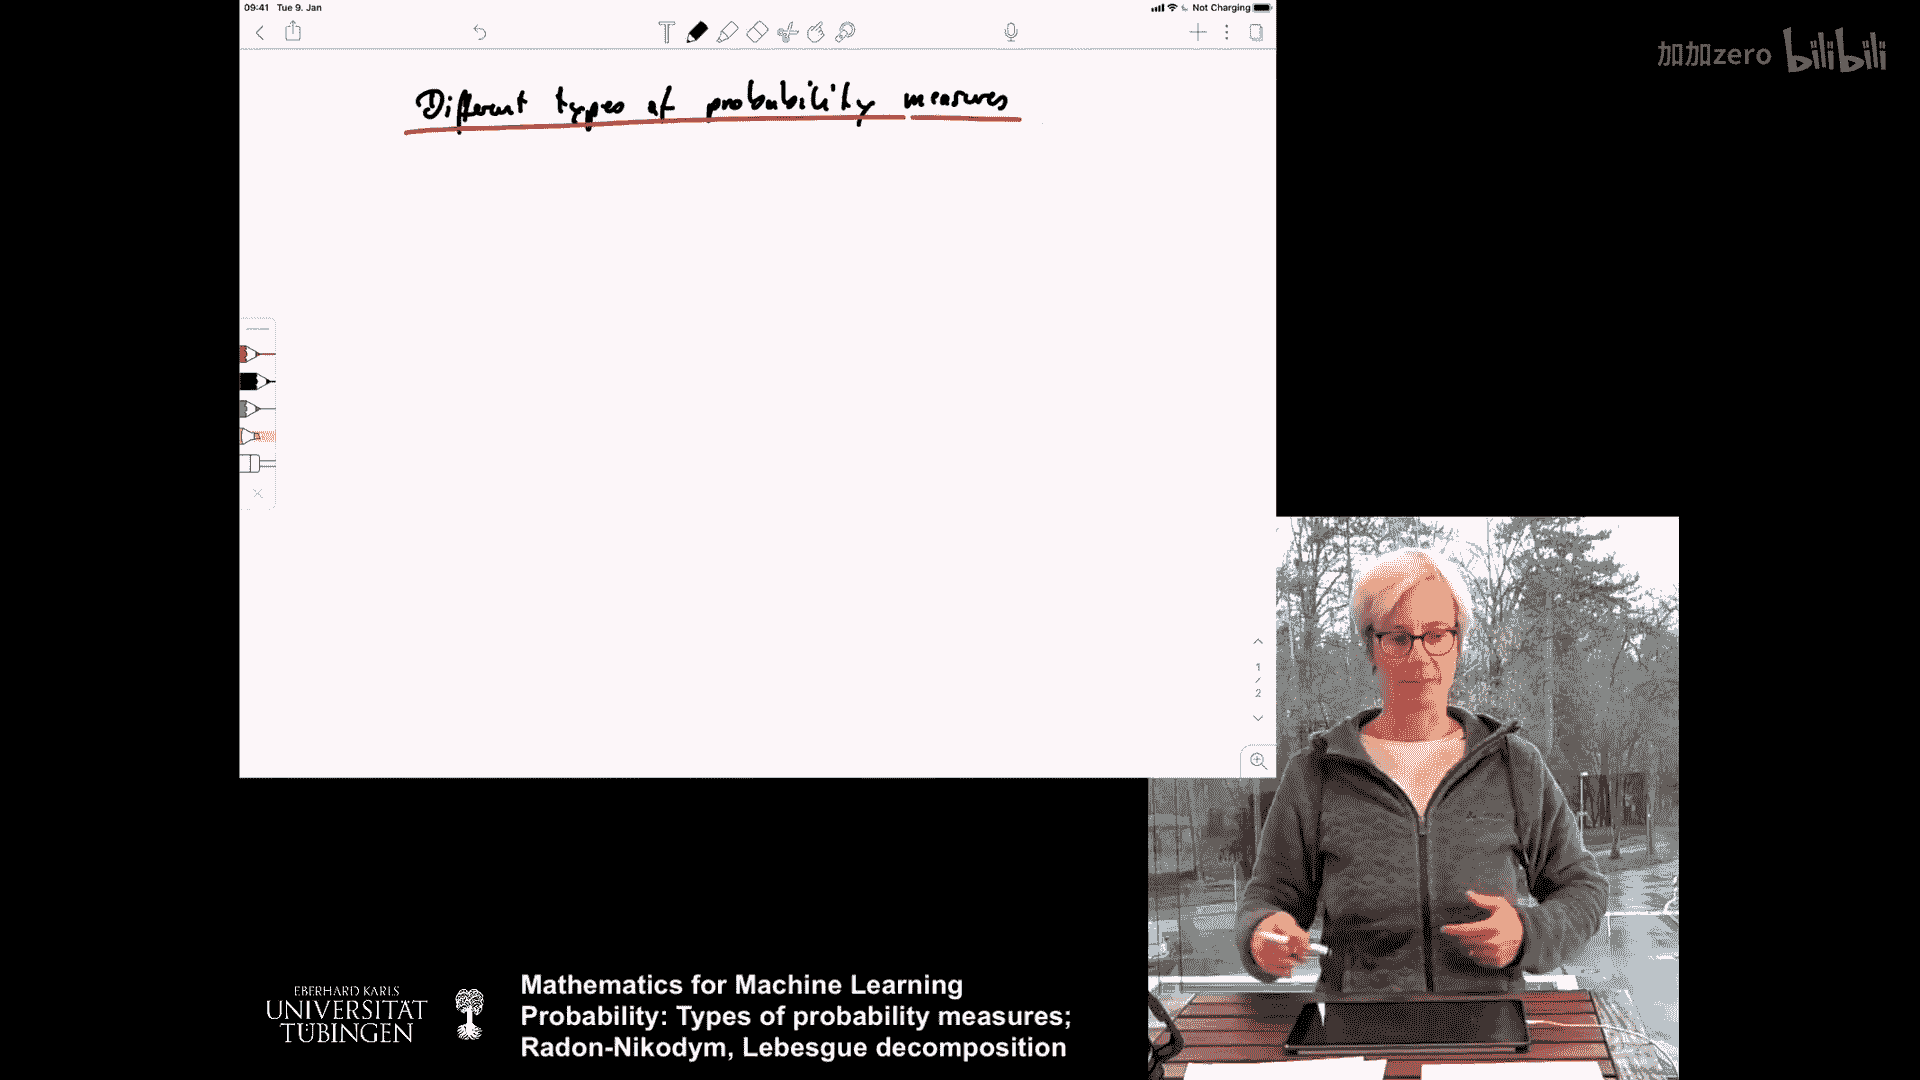 09:41 Tue 9. Jan
Not Charging
加加zero bilibili
T
Different types of probability measures
1
/
2
EBERHARD KARLS
UNIVERSITÄT
TÜBINGEN
Mathematics for Machine Learning
Probability: Types of probability measures;
Radon-Nikodym, Lebesgue decomposition